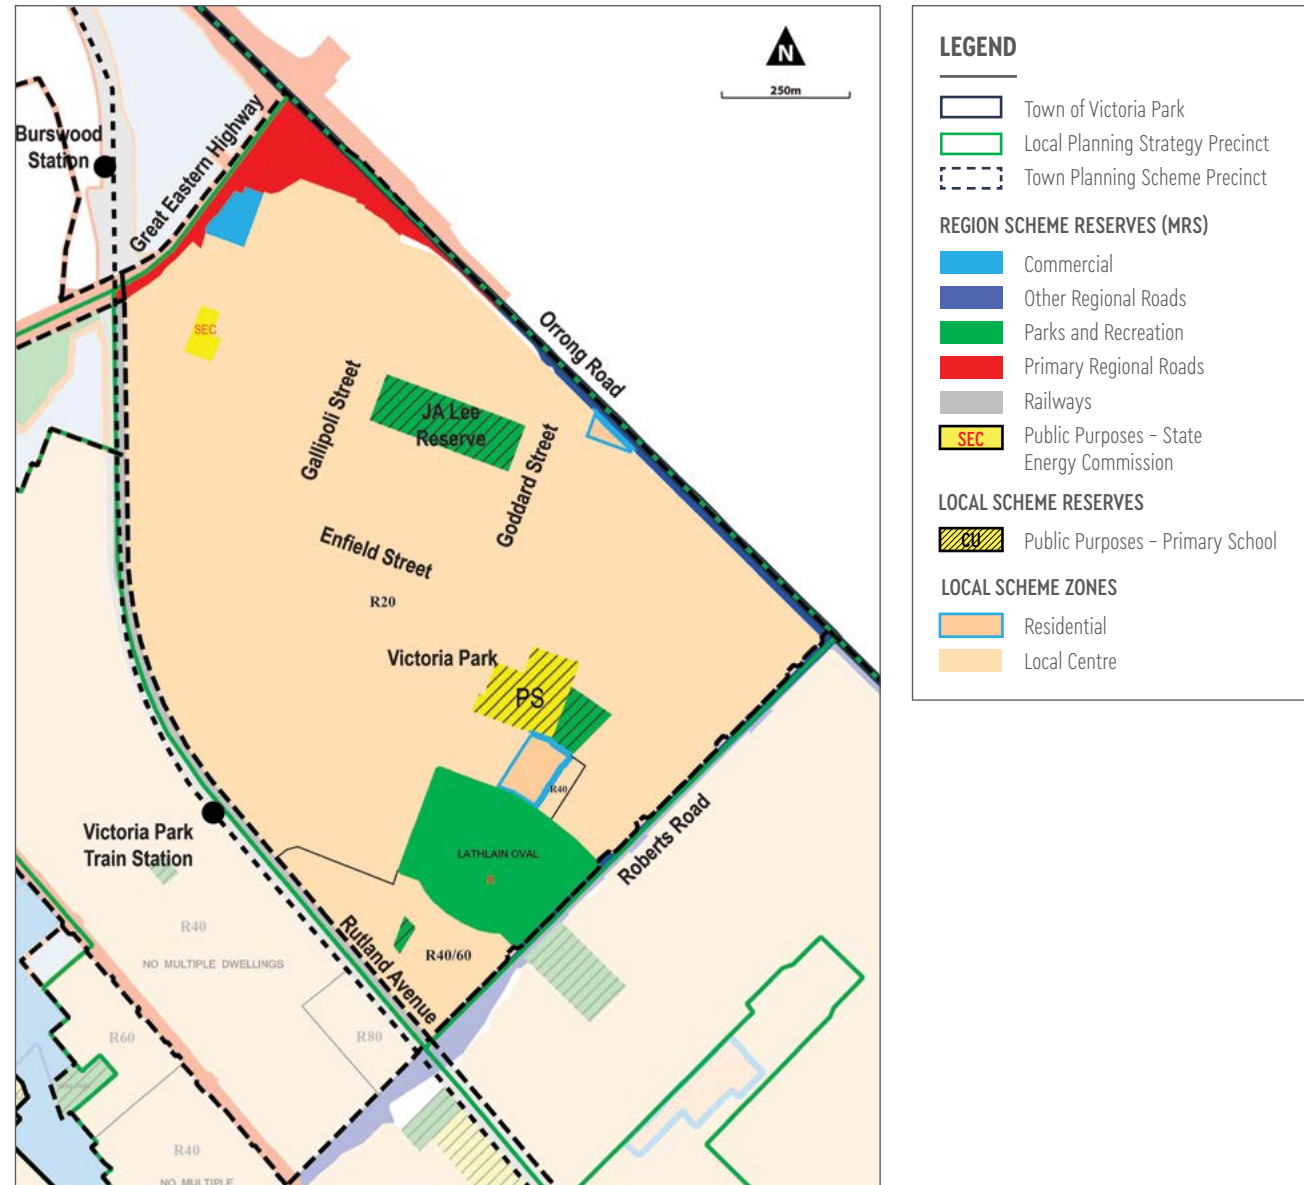 N
250m
Burswood
Station
Great Eastern Highway
SEC
Orrong Road
Gallipoli Street
JA Lee
Reserve
Goddard Street
Enfield Street
R20
Victoria Park
PS
R40
Victoria Park
Train Station
LATHLAIN OVAL
Roberts Road
Rutland Avenue
R40/60
R40
NO MULTIPLE DWELLINGS
R60
R80
R40
NO MULTIPLE
LEGEND
Town of Victoria Park
Local Planning Strategy Precinct
Town Planning Scheme Precinct
REGION SCHEME RESERVES (MRS)
Commercial
Other Regional Roads
Parks and Recreation
Primary Regional Roads
Railways
SEC
Public Purposes – State
Energy Commission
LOCAL SCHEME RESERVES
CU
Public Purposes – Primary School
LOCAL SCHEME ZONES
Residential
Local Centre